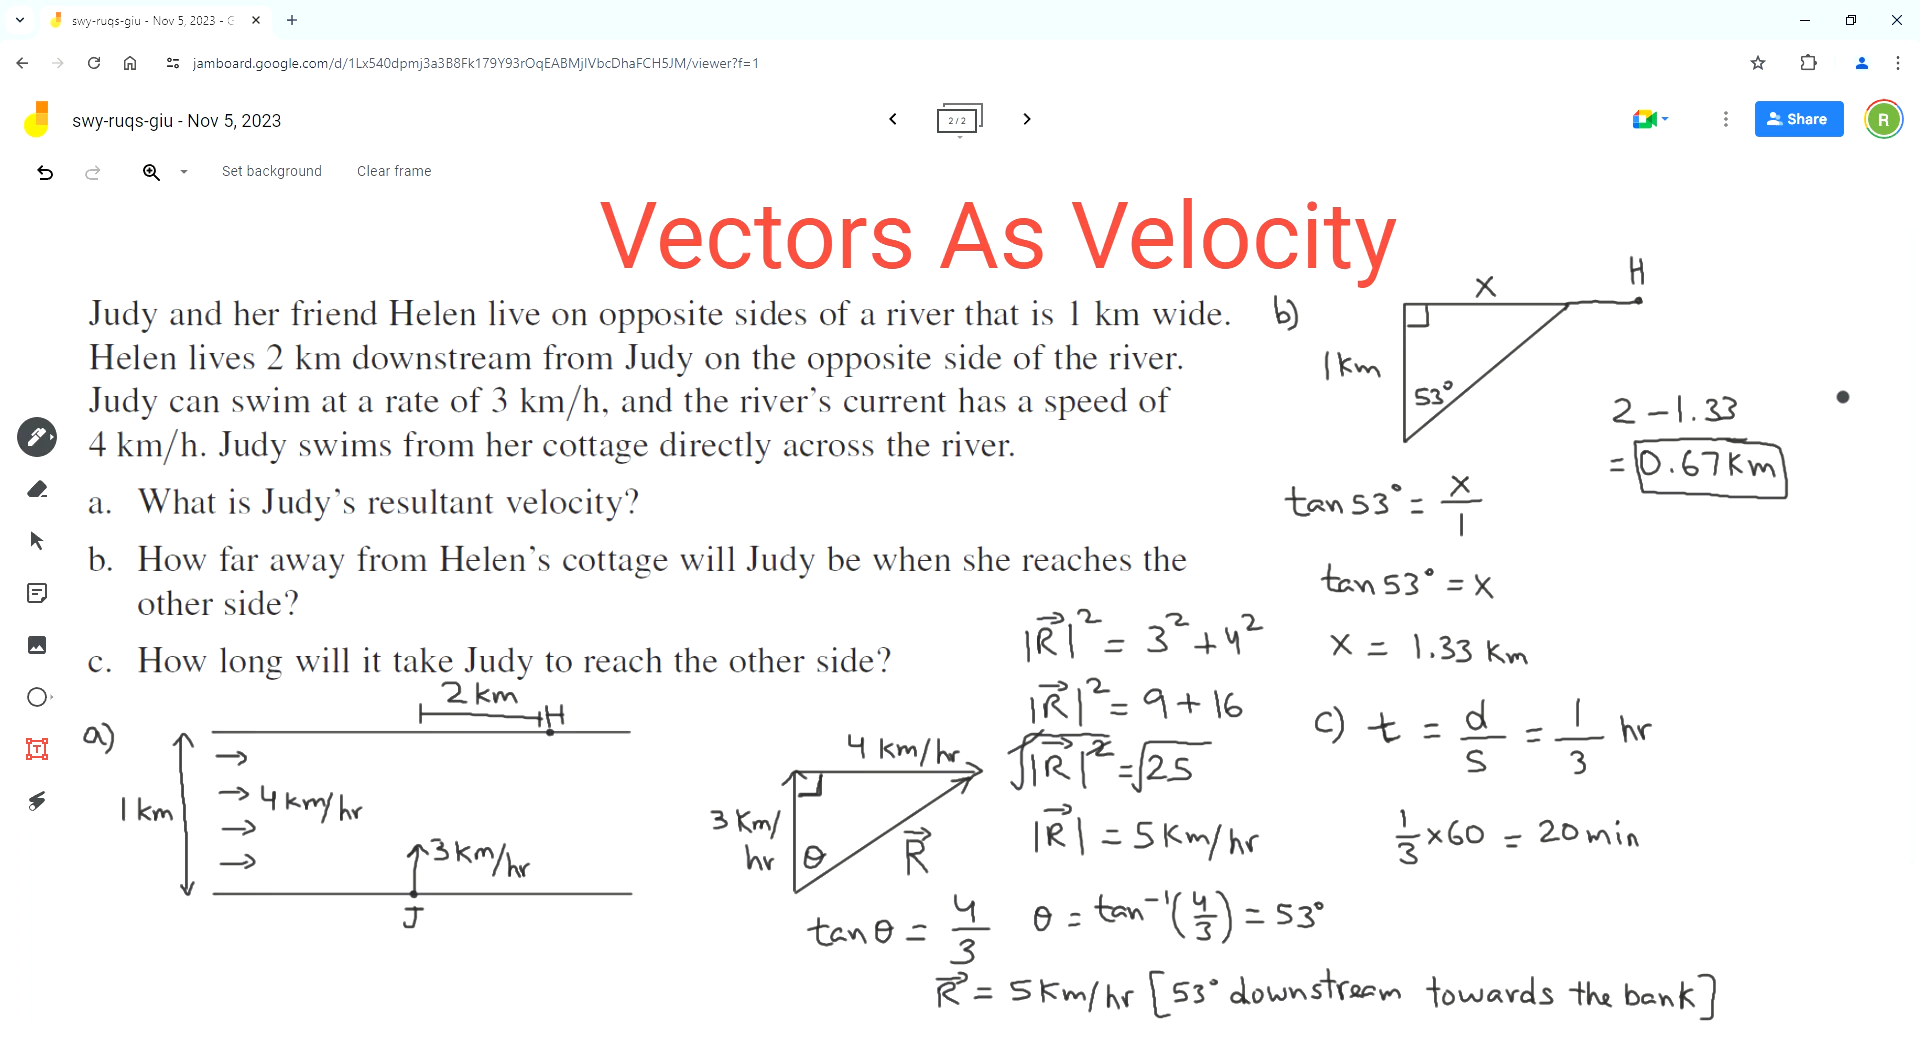 swy-ruqs-giu - Nov 5, 2023 - G
jamboard.google.com/d/1Lx540dpmj3a3B8Fk179Y93rOqEABMjIVbcDhaFCH5JM/viewer?f=1
swy-ruqs-giu - Nov 5, 2023
2 / 2
Share
R
Set background
Clear frame
Vectors As Velocity
Judy and her friend Helen live on opposite sides of a river that is 1 km wide.
Helen lives 2 km downstream from Judy on the opposite side of the river.
Judy can swim at a rate of 3 km/h, and the river's current has a speed of
4 km/h. Judy swims from her cottage directly across the river.
a. What is Judy's resultant velocity?
b. How far away from Helen's cottage will Judy be when she reaches the
other side?
c. How long will it take Judy to reach the other side?
a)
2 km
H
1 km
→ 4 km/hr
3 km/hr
J
4 km/hr
3 Km/
hr
θ
R⃗
tan θ = 4/3
|R⃗|² = 3² + 4²
|R⃗|² = 9 + 16
√|R⃗|² = √25
|R⃗| = 5 Km/hr
θ = tan⁻¹(4/3) = 53°
R⃗ = 5 Km/hr [53° downstream towards the bank]
b)
x
H
1 km
53°
2 - 1.33
= 0.67 Km
tan 53° = x/1
tan 53° = x
x = 1.33 Km
c) t = d/s = 1/3 hr
1/3 x 60 = 20 min